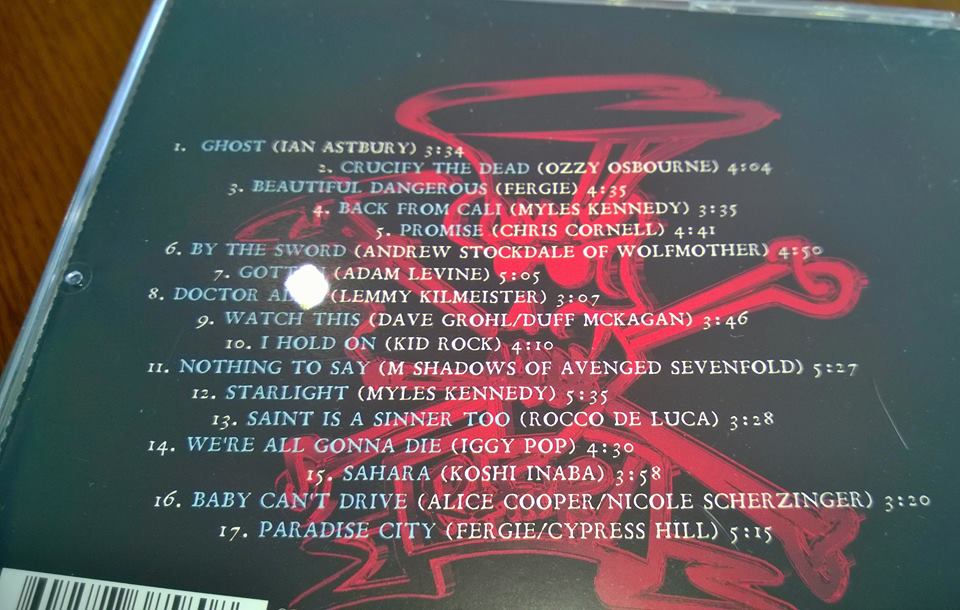 1. GHOST (IAN ASTBURY) 3:34
2. CRUCIFY THE DEAD (OZZY OSBOURNE) 4:04
3. BEAUTIFUL DANGEROUS (FERGIE) 4:35
4. BACK FROM CALI (MYLES KENNEDY) 3:35
5. PROMISE (CHRIS CORNELL) 4:41
6. BY THE SWORD (ANDREW STOCKDALE OF WOLFMOTHER) 4:50
7. (ADAM LEVINE) 5:05
8. DOCTOR (LEMMY KILMEISTER) 3:07
9. WATCH THIS (DAVE GROHL/DUFF MCKAGAN) 3:46
10. I HOLD ON (KID ROCK) 4:10
11. NOTHING TO SAY (M SHADOWS OF AVENGED SEVENFOLD) 5:27
12. STARLIGHT (MYLES KENNEDY) 5:35
13. SAINT IS A SINNER TOO (ROCCO DE LUCA) 3:28
14. WE'RE ALL GONNA DIE (IGGY POP) 4:30
15. SAHARA (KOSHI INABA) 3:58
16. BABY CAN'T DRIVE (ALICE COOPER/NICOLE SCHERZINGER) 3:20
17. PARADISE CITY (FERGIE/CYPRESS HILL) 5:15